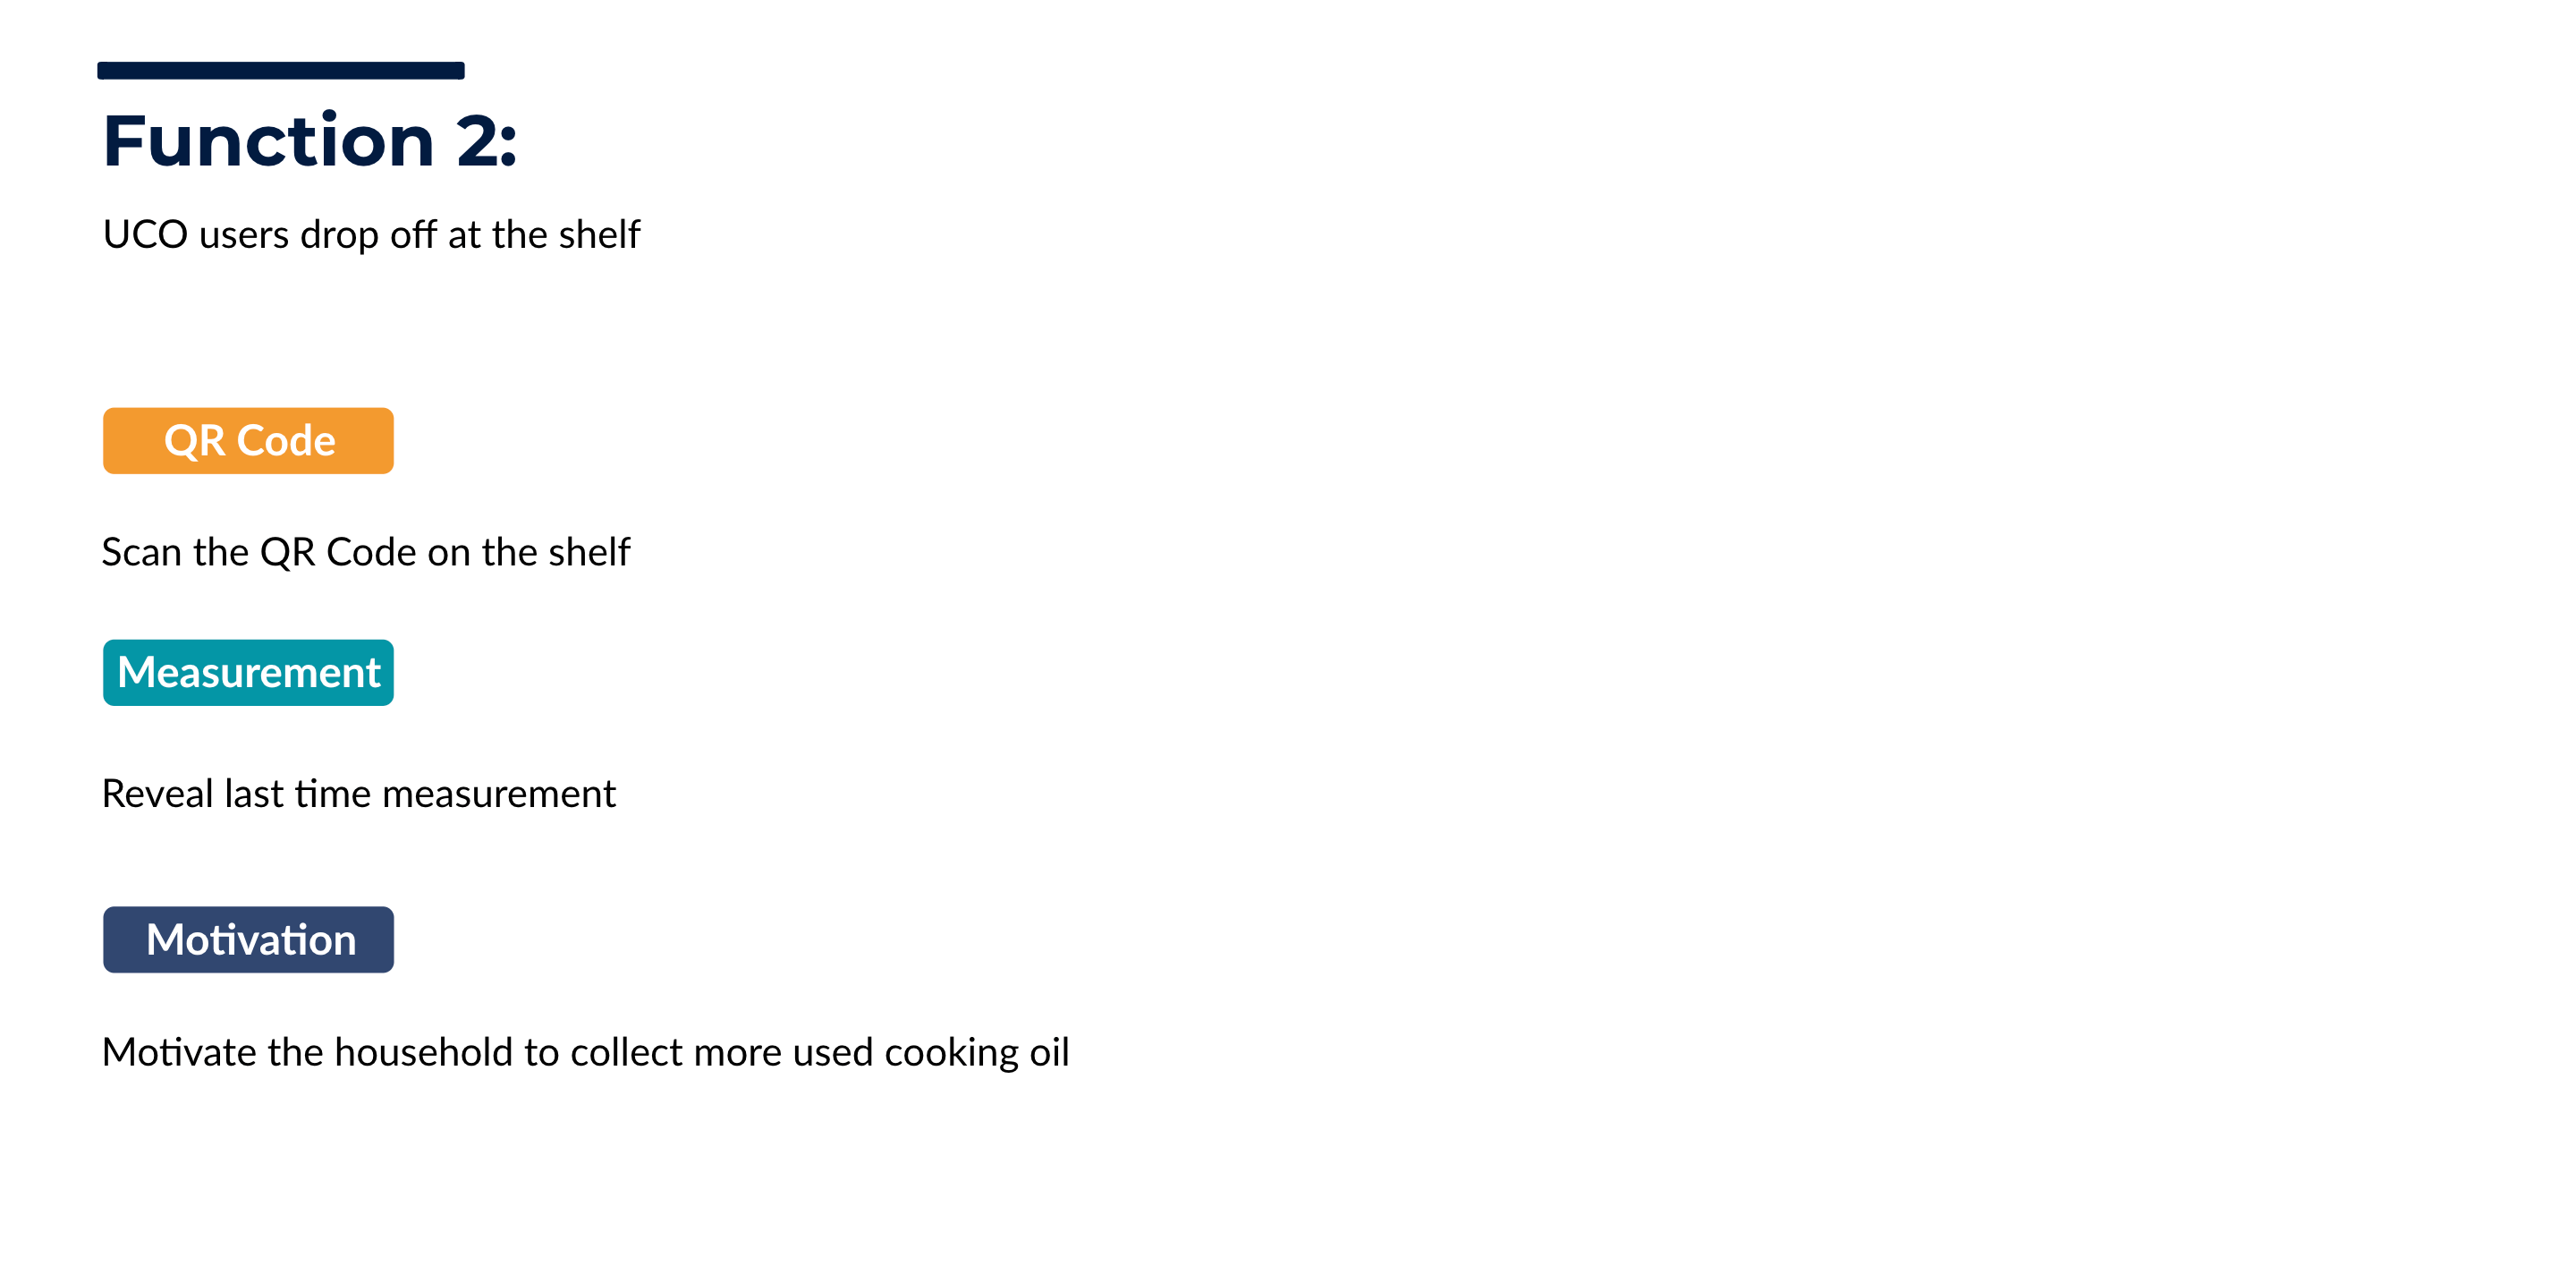 Function 2:
UCO users drop off at the shelf
QR Code
Scan the QR Code on the shelf
Measurement
Reveal last time measurement
Motivation
Motivate the household to collect more used cooking oil